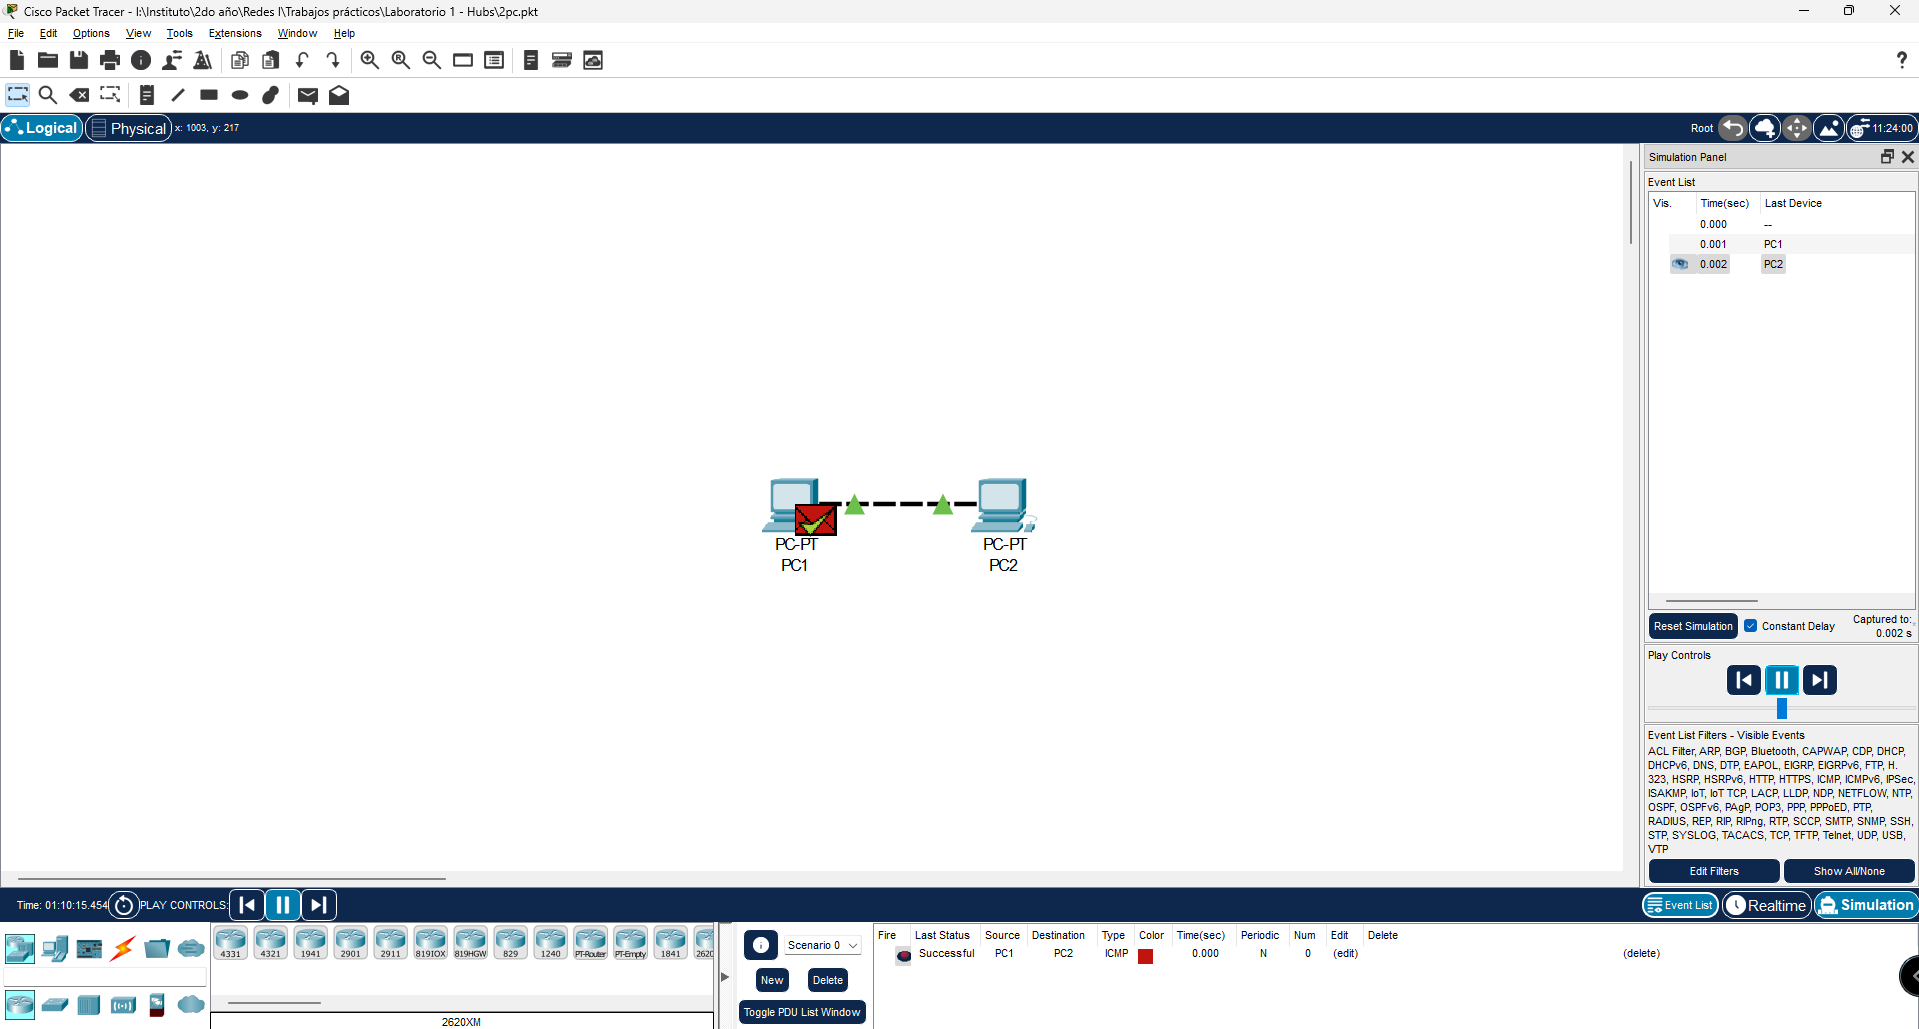 Cisco Packet Tracer - I:\Instituto\2do año\Redes I\Trabajos prácticos\Laboratorio 1 - Hubs\2pc.pkt
File Edit Options View Tools Extensions Window Help
Logical Physical x: 1003, y: 217 Root 11:24:00
Simulation Panel
Event List
Vis. Time(sec) Last Device
0.000 --
0.001 PC1
0.002 PC2
PC-PT
PC1
PC-PT
PC2
Reset Simulation Constant Delay Captured to:
0.002 s
Play Controls
Event List Filters - Visible Events
ACL Filter, ARP, BGP, Bluetooth, CAPWAP, CDP, DHCP,
DHCPv6, DNS, DTP, EAPOL, EIGRP, EIGRPv6, FTP, H.
323, HSRP, HSRPv6, HTTP, HTTPS, ICMP, ICMPv6, IPSec,
ISAKMP, IoT, IoT TCP, LACP, LLDP, NDP, NETFLOW, NTP,
OSPF, OSPFv6, PAgP, POP3, PPP, PPPoED, PTP,
RADIUS, REP, RIP, RIPng, RTP, SCCP, SMTP, SNMP, SSH,
STP, SYSLOG, TACACS, TCP, TFTP, Telnet, UDP, USB,
VTP
Edit Filters Show All/None
Time: 01:10:15.454 PLAY CONTROLS: Event List Realtime Simulation
4331 4321 1941 2901 2911 819IOX 819HGW 829 1240 PT-Router PT-Empty 1841 2620
2620XM
Scenario 0
New Delete
Toggle PDU List Window
Fire Last Status Source Destination Type Color Time(sec) Periodic Num Edit Delete
Successful PC1 PC2 ICMP 0.000 N 0 (edit) (delete)